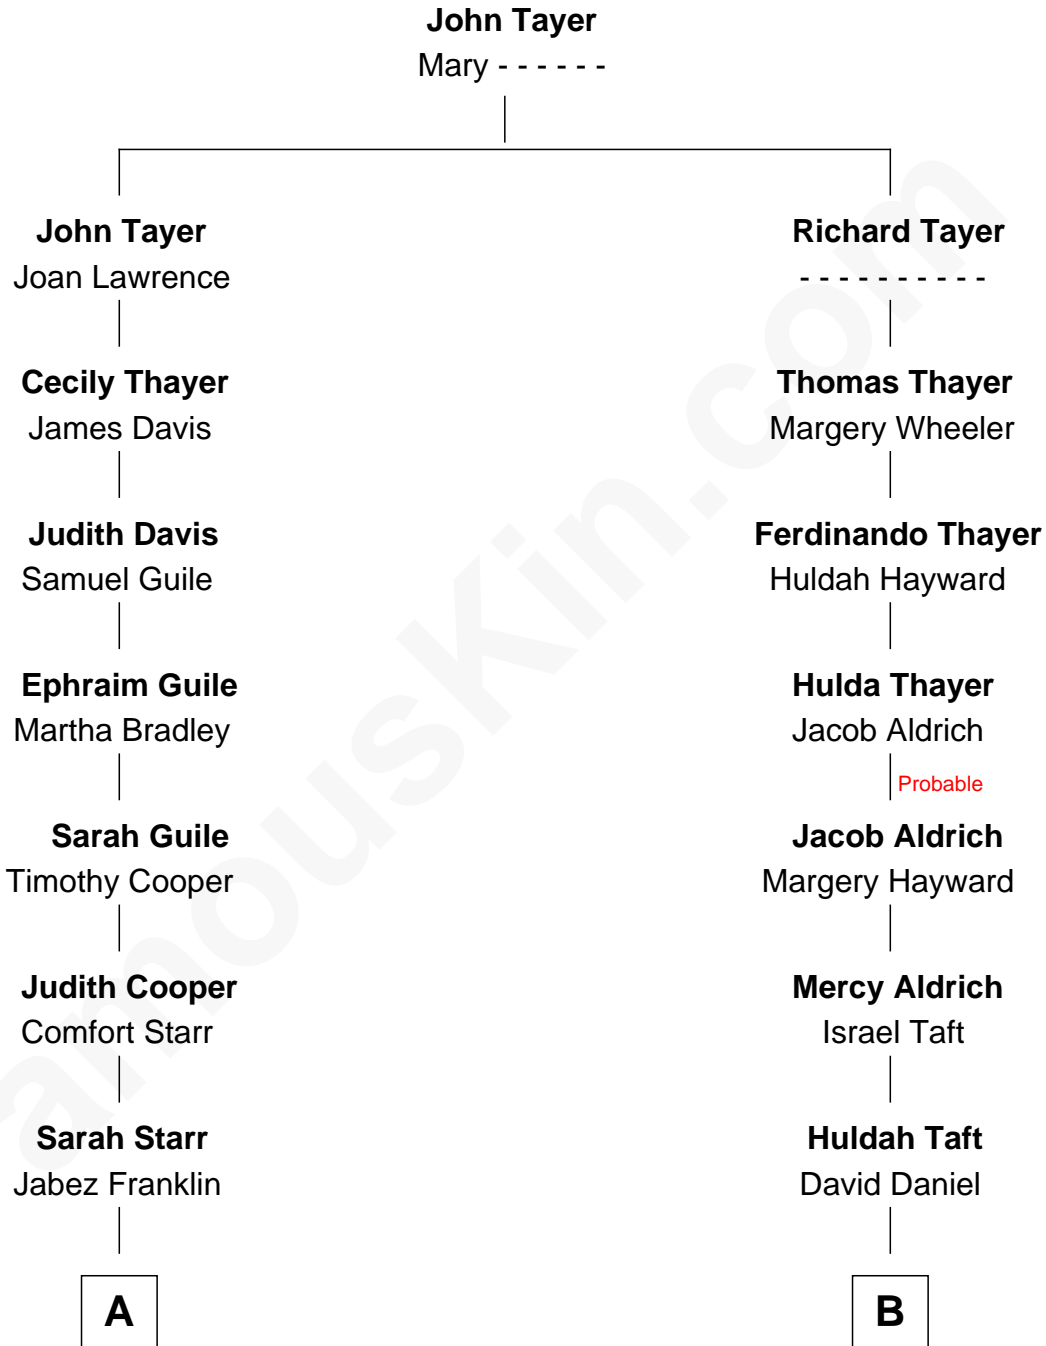 John Tayer
Mary - - - - - -
John Tayer
Joan Lawrence
Cecily Thayer
James Davis
Judith Davis
Samuel Guile
Ephraim Guile
Martha Bradley
Sarah Guile
Timothy Cooper
Judith Cooper
Comfort Starr
Sarah Starr
Jabez Franklin
A
Richard Tayer
- - - - - - - - - -
Thomas Thayer
Margery Wheeler
Ferdinando Thayer
Huldah Hayward
Hulda Thayer
Jacob Aldrich
Probable
Jacob Aldrich
Margery Hayward
Mercy Aldrich
Israel Taft
Huldah Taft
David Daniel
B
amouskin.com